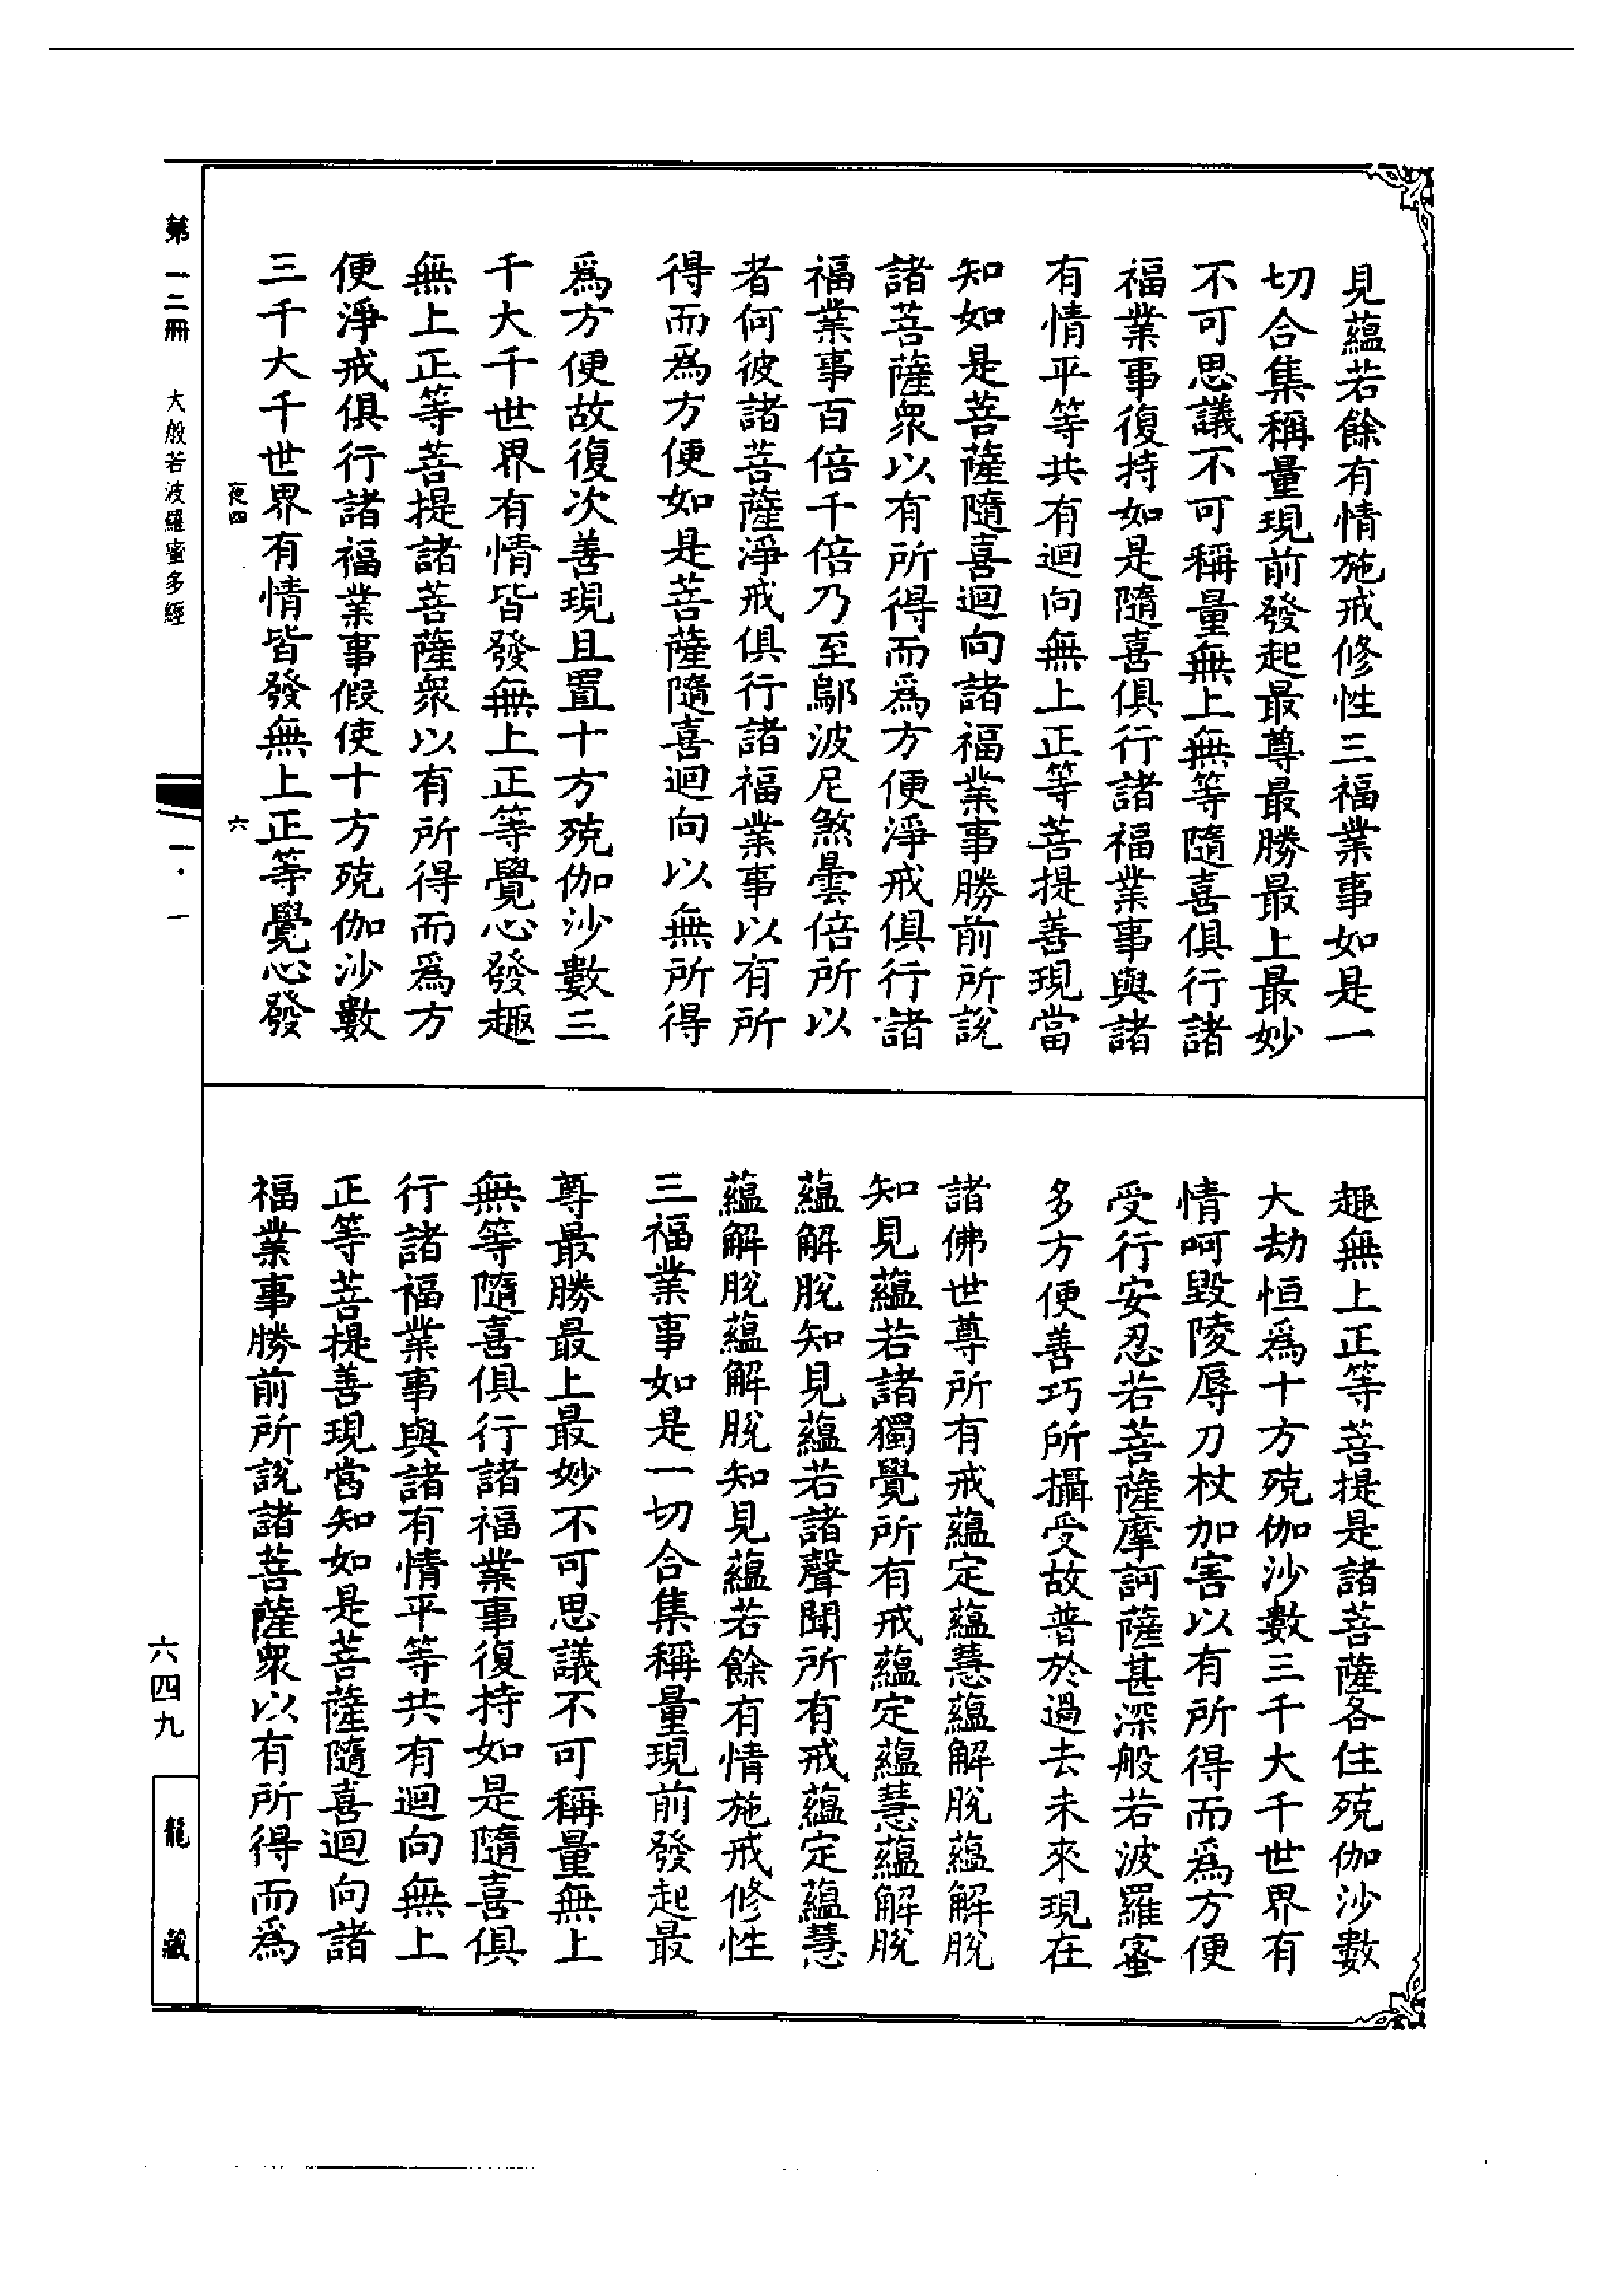 見蘊若餘有情施戒修性三福業事如是一
切合集稱量現前發起最尊最勝最上最妙
不可思議不可稱量無上無等隨喜俱行諸
福業事復持如是隨喜俱行諸福業事與諸
有情平等共有迴向無上正等菩提善現當
知如是菩薩隨喜迴向諸福業事勝前所說
諸菩薩衆以有所得而爲方便淨戒俱行諸
福業事百倍千倍乃至鄔波尼煞曇倍所以
者何彼諸菩薩淨戒俱行諸福業事以有所
得而爲方便如是菩薩隨喜迴向以無所得
爲方便故復次善現且置十方殑伽沙數三
千大千世界有情皆發無上正等覺心發趣
無上正等菩提諸菩薩衆以有所得而爲方
便淨戒俱行諸福業事假使十方殑伽沙數
三千大千世界有情皆發無上正等覺心發
夜四
六
趣無上正等菩提是諸菩薩各住殑伽沙數
大劫恒爲十方殑伽沙數三千大千世界有
情呵毀陵辱刀杖加害以有所得而爲方便
受行安忍若菩薩摩訶薩甚深般若波羅蜜
多方便善巧所攝受故普於過去未來現在
諸佛世尊所有戒蘊定蘊慧蘊解脫蘊解脫
知見蘊若諸獨覺所有戒蘊定蘊慧蘊解脫
蘊解脫知見蘊若諸聲聞所有戒蘊定蘊慧
蘊解脫蘊解脫知見蘊若餘有情施戒修性
三福業事如是一切合集稱量現前發起最
尊最勝最上最妙不可思議不可稱量無上
無等隨喜俱行諸福業事復持如是隨喜俱
行諸福業事與諸有情平等共有迴向無上
正等菩提善現當知如是菩薩隨喜迴向諸
福業事勝前所說諸菩薩衆以有所得而爲
第一二冊 大般若波羅蜜多經
一·一
六四九
龍藏